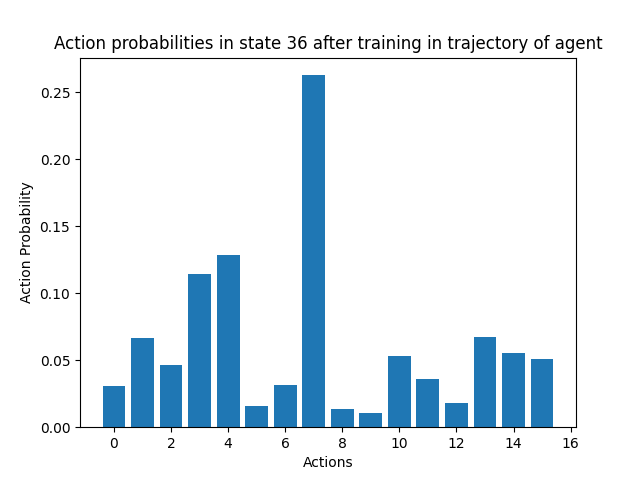 Action probabilities in state 36 after training in trajectory of agent
0.25
0.20
0.15
0.10
0.05
0.00
Action Probability
0 2 4 6 8 10 12 14 16
Actions